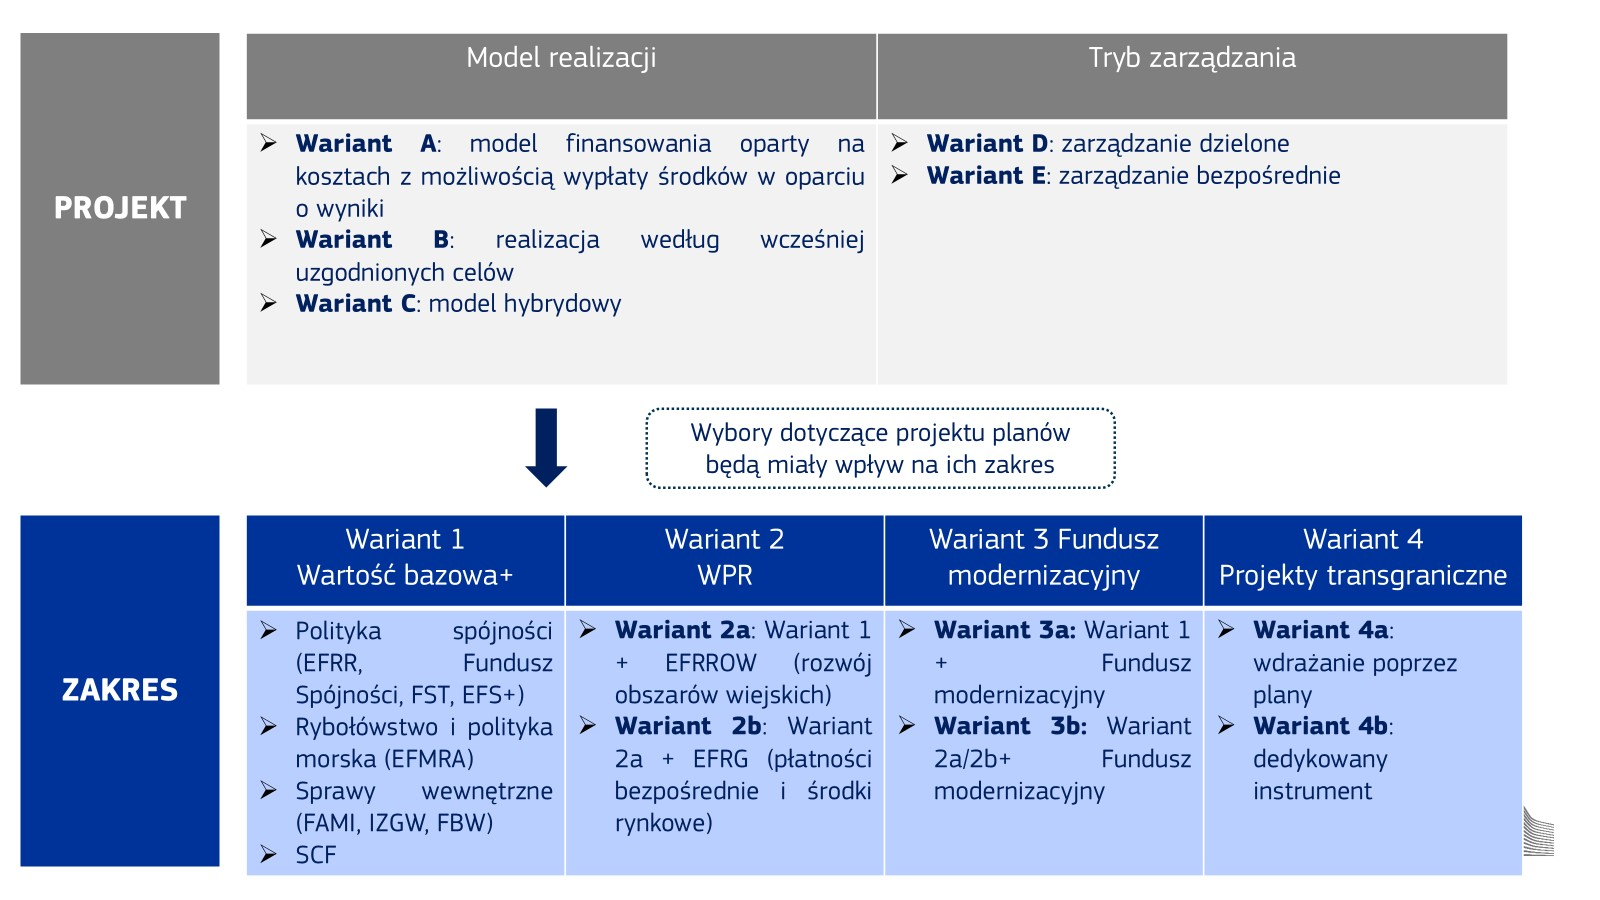 PROJEKT
Model realizacji
Tryb zarządzania
➢ Wariant A: model finansowania oparty na
kosztach z możliwością wypłaty środków w oparciu
o wyniki
➢ Wariant B: realizacja według wcześniej
uzgodnionych celów
➢ Wariant C: model hybrydowy
➢ Wariant D: zarządzanie dzielone
➢ Wariant E: zarządzanie bezpośrednie
Wybory dotyczące projektu planów
będą miały wpływ na ich zakres
ZAKRES
Wariant 1
Wartość bazowa+
Wariant 2
WPR
Wariant 3 Fundusz
modernizacyjny
Wariant 4
Projekty transgraniczne
➢ Polityka spójności
(EFRR, Fundusz
Spójności, FST, EFS+)
➢ Rybołówstwo i polityka
morska (EFMRA)
➢ Sprawy wewnętrzne
(FAMI, IZGW, FBW)
➢ SCF
➢ Wariant 2a: Wariant 1
+ EFRROW (rozwój
obszarów wiejskich)
➢ Wariant 2b: Wariant
2a + EFRG (płatności
bezpośrednie i środki
rynkowe)
➢ Wariant 3a: Wariant 1
+ Fundusz
modernizacyjny
➢ Wariant 3b: Wariant
2a/2b+ Fundusz
modernizacyjny
➢ Wariant 4a:
wdrażanie poprzez
plany
➢ Wariant 4b:
dedykowany
instrument